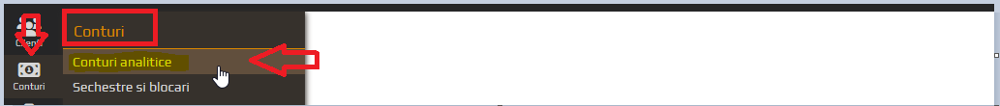 Conturi
Clienti
Conturi analitice
Conturi
Sechestre si blocari